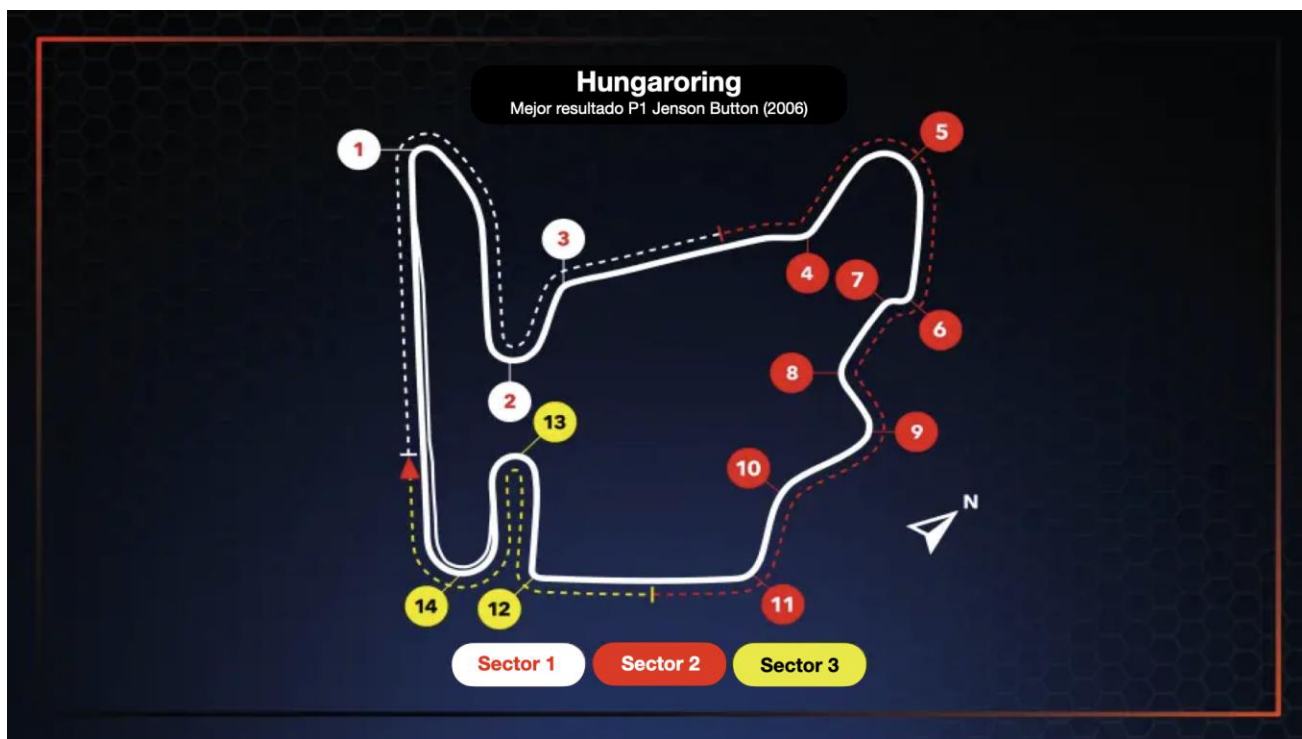 Hungaroring
Mejor resultado P1 Jenson Button (2006)
1
5
3
4
7
6
8
2
13
9
10
N
14
12
11
Sector 1
Sector 2
Sector 3